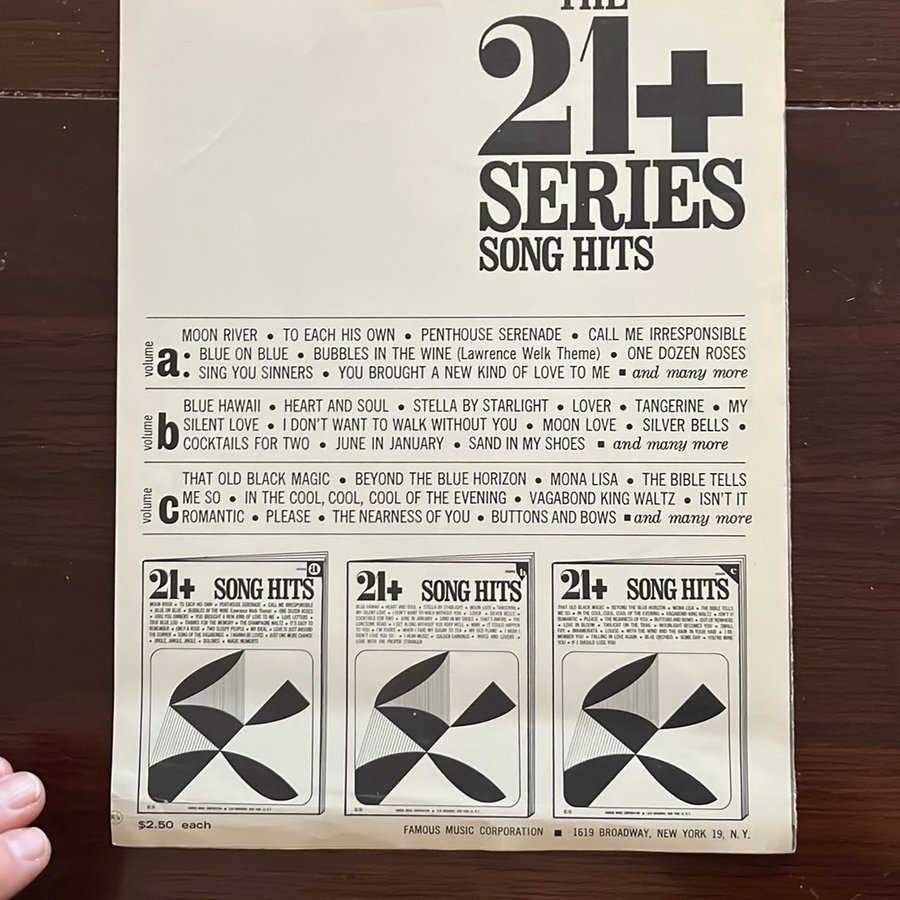 THE
21+
SERIES
SONG HITS
volume a:
MOON RIVER • TO EACH HIS OWN • PENTHOUSE SERENADE • CALL ME IRRESPONSIBLE
BLUE ON BLUE • BUBBLES IN THE WINE (Lawrence Welk Theme) • ONE DOZEN ROSES
SING YOU SINNERS • YOU BROUGHT A NEW KIND OF LOVE TO ME ■ and many more
volume b
BLUE HAWAII • HEART AND SOUL • STELLA BY STARLIGHT • LOVER • TANGERINE • MY
SILENT LOVE • I DON'T WANT TO WALK WITHOUT YOU • MOON LOVE • SILVER BELLS •
COCKTAILS FOR TWO • JUNE IN JANUARY • SAND IN MY SHOES ■ and many more
volume c
THAT OLD BLACK MAGIC • BEYOND THE BLUE HORIZON • MONA LISA • THE BIBLE TELLS
ME SO • IN THE COOL, COOL, COOL OF THE EVENING • VAGABOND KING WALTZ • ISN'T IT
ROMANTIC • PLEASE • THE NEARNESS OF YOU • BUTTONS AND BOWS ■ and many more
21+ SONG HITS a
21+ SONG HITS b
21+ SONG HITS c
$2.50 each
FAMOUS MUSIC CORPORATION ■ 1619 BROADWAY, NEW YORK 19, N. Y.